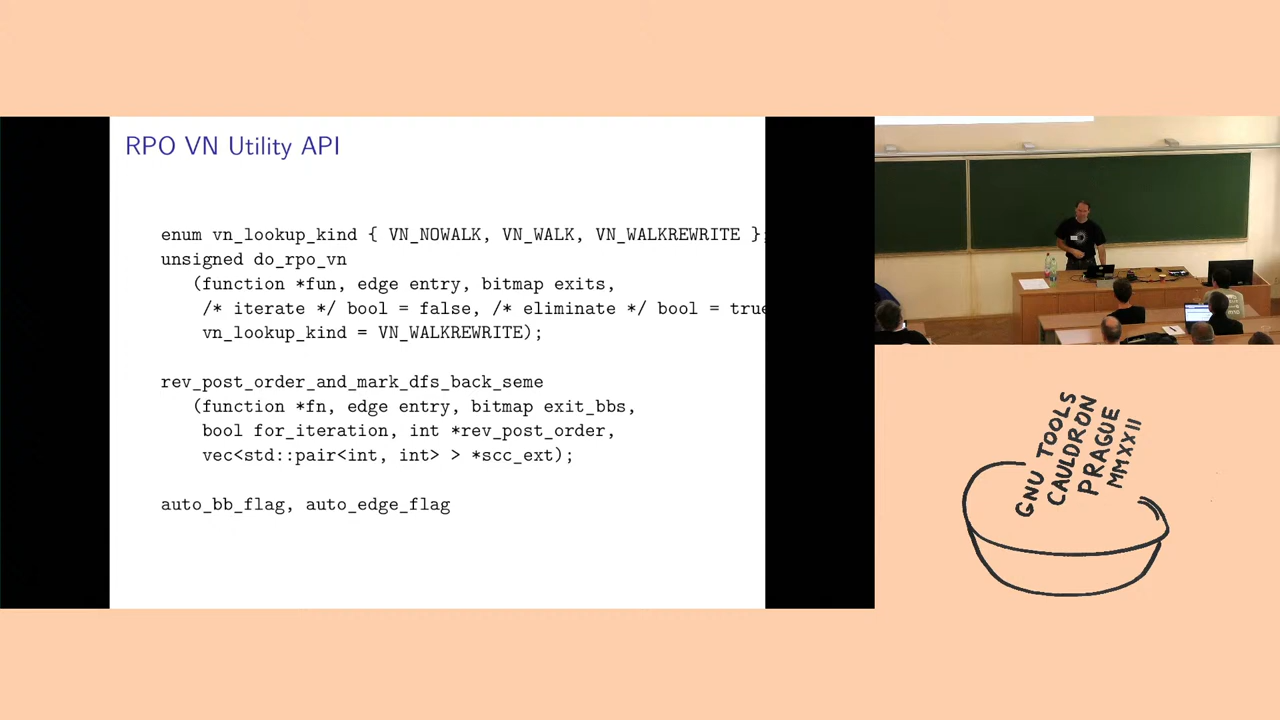 RPO VN Utility API
enum vn_lookup_kind { VN_NOWALK, VN_WALK, VN_WALKREWRITE };
unsigned do_rpo_vn
(function *fun, edge entry, bitmap exits,
/* iterate */ bool = false, /* eliminate */ bool = true
vn_lookup_kind = VN_WALKREWRITE);
rev_post_order_and_mark_dfs_back_seme
(function *fn, edge entry, bitmap exit_bbs,
bool for_iteration, int *rev_post_order,
vec<std::pair<int, int> > *scc_ext);
auto_bb_flag, auto_edge_flag
GNU TOOLS
CAULDRON
PRAGUE
MMXXII